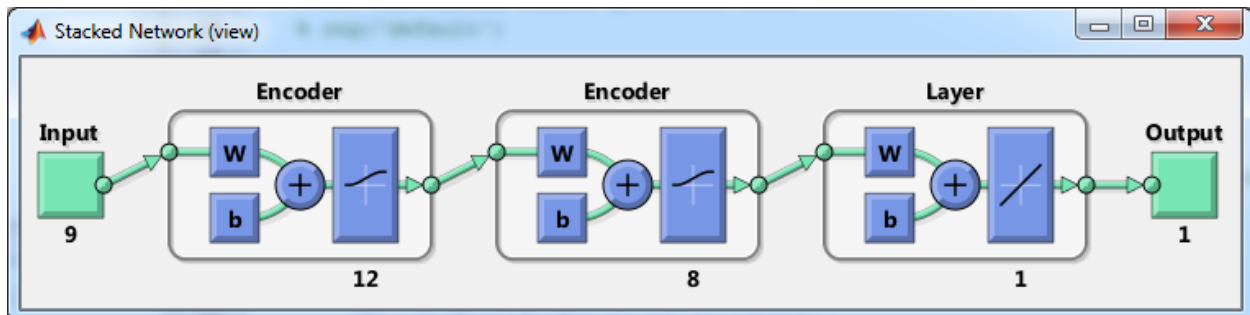 Stacked Network (view)
Encoder
Encoder
Layer
Input
Output
W
b
+
W
b
+
W
b
+
9
12
8
1
1